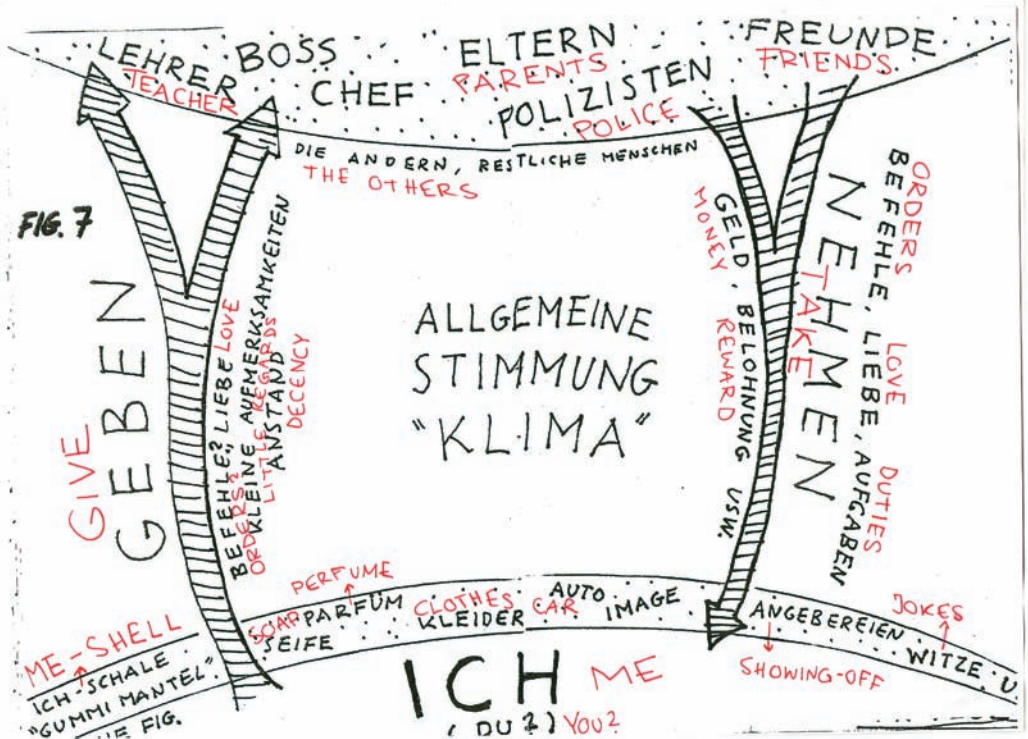 LEHRER BOSS CHEF ELTERN POLIZISTEN FREUNDE
TEACHER PARENTS POLICE FRIENDS
DIE ANDERN, RESTLICHE MENSCHEN
THE OTHERS
FIG. 7
GEBEN
GIVE
BEFEHLE?, LIEBE
ORDERS? LOVE
KLEINE AUFMERKSAMKEITEN
LITTLE REGARDS
ANSTAND
DECENCY
ALLGEMEINE
STIMMUNG
"KLIMA"
GELD, BELOHNUNG USW.
MONEY REWARD
NEHMEN
TAKE
BEFEHLE, LIEBE, AUFGABEN
ORDERS LOVE DUTIES
ME-SHELL
ICH-SCHALE
"GUMMI MANTEL"
FIG.
PERFUME
SOAP PARFÜM
SEIFE
CLOTHES CAR
KLEIDER
AUTO
IMAGE
ANGEBEREIEN
SHOWING-OFF
JOKES
WITZE U.
ICH ME
(DU?) YOU?